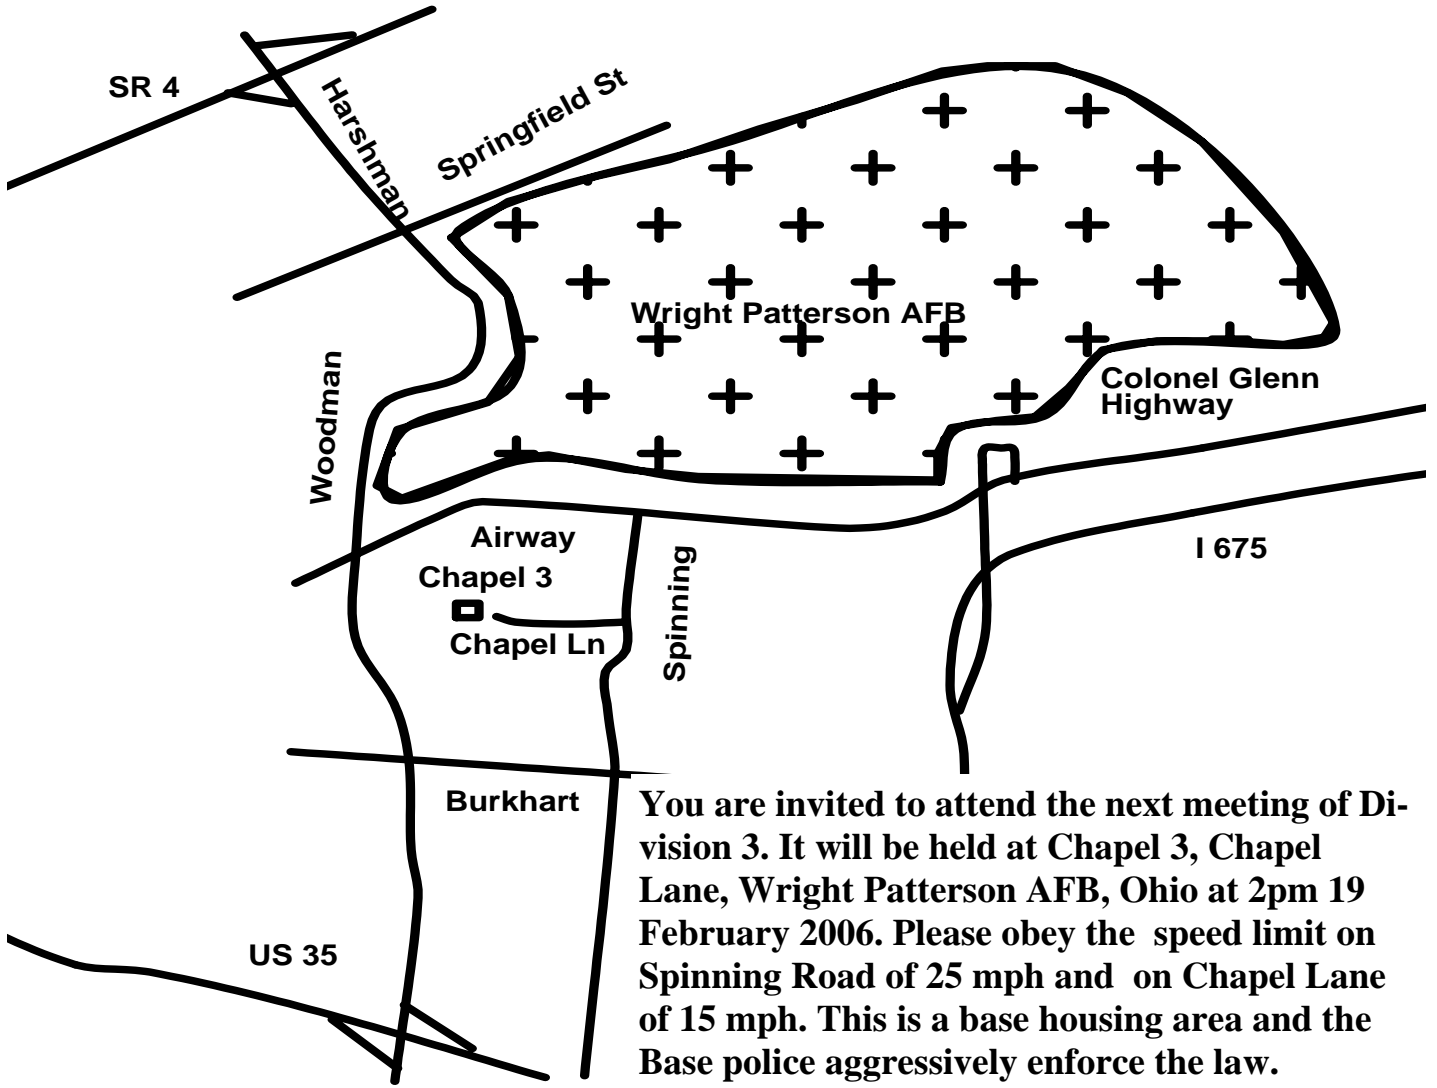 SR 4
Harshman
Springfield St
Wright Patterson AFB
Woodman
Colonel Glenn
Highway
Airway
I 675
Chapel 3
Spinning
Chapel Ln
Burkhart
US 35
You are invited to attend the next meeting of Di-
vision 3. It will be held at Chapel 3, Chapel
Lane, Wright Patterson AFB, Ohio at 2pm 19
February 2006. Please obey the  speed limit on
Spinning Road of 25 mph and  on Chapel Lane
of 15 mph. This is a base housing area and the
Base police aggressively enforce the law.